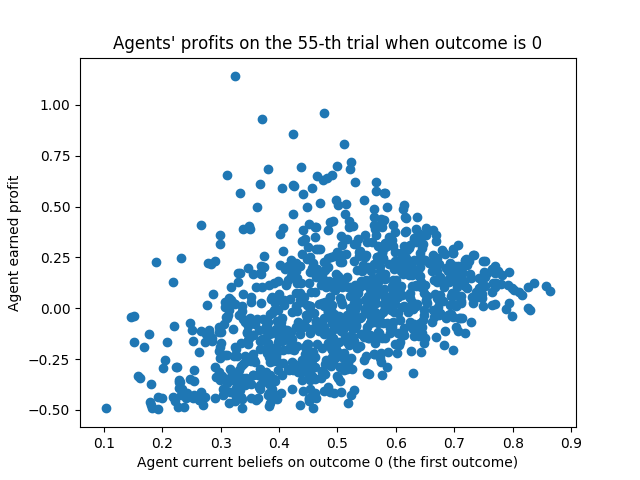 Agents' profits on the 55-th trial when outcome is 0
Agent earned profit
1.00
0.75
0.50
0.25
0.00
−0.25
−0.50
0.1 0.2 0.3 0.4 0.5 0.6 0.7 0.8 0.9
Agent current beliefs on outcome 0 (the first outcome)